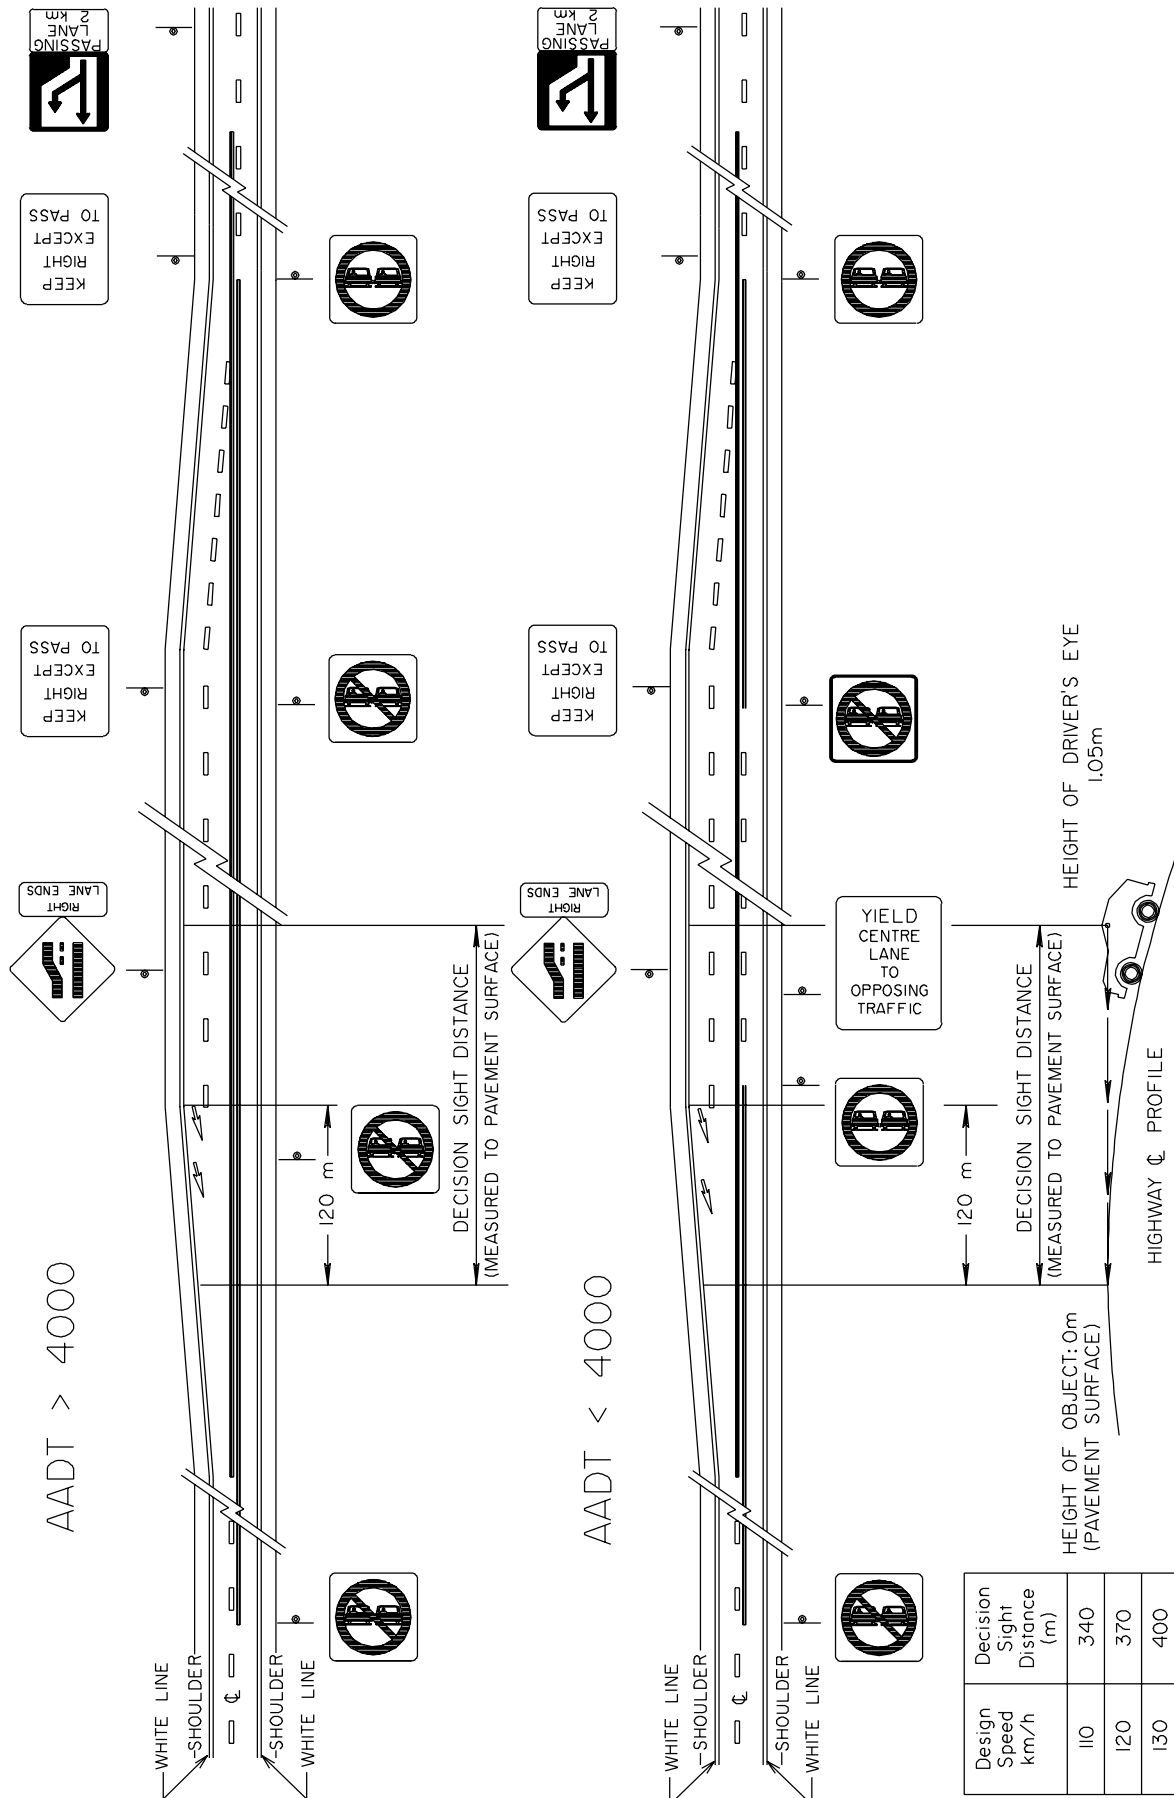 AADT > 4000
PASSING
LANE
2 km
KEEP
RIGHT
EXCEPT
TO PASS
KEEP
RIGHT
EXCEPT
TO PASS
RIGHT
LANE ENDS
WHITE LINE
SHOULDER
℄
SHOULDER
WHITE LINE
120 m
DECISION SIGHT DISTANCE
(MEASURED TO PAVEMENT SURFACE)
AADT < 4000
PASSING
LANE
2 km
KEEP
RIGHT
EXCEPT
TO PASS
KEEP
RIGHT
EXCEPT
TO PASS
RIGHT
LANE ENDS
WHITE LINE
SHOULDER
℄
SHOULDER
WHITE LINE
YIELD
CENTRE
LANE
TO
OPPOSING
TRAFFIC
120 m
DECISION SIGHT DISTANCE
(MEASURED TO PAVEMENT SURFACE)
HEIGHT OF DRIVER'S EYE
1.05m
HEIGHT OF OBJECT:0m
(PAVEMENT SURFACE)
HIGHWAY ℄ PROFILE
Design
Speed
km/h
Decision
Sight
Distance
(m)
110 340
120 370
130 400